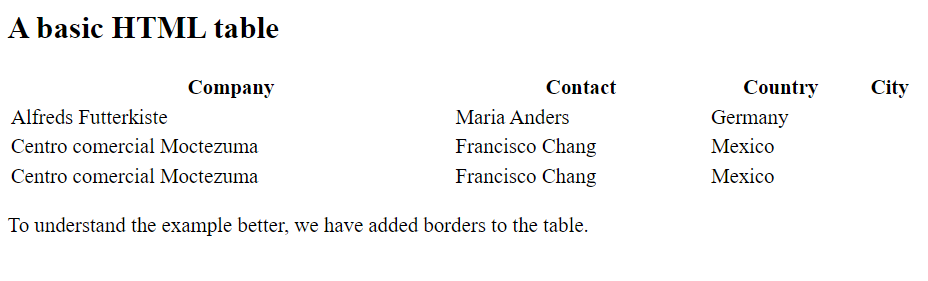 A basic HTML table
Company Contact Country City
Alfreds Futterkiste Maria Anders Germany
Centro comercial Moctezuma Francisco Chang Mexico
Centro comercial Moctezuma Francisco Chang Mexico
To understand the example better, we have added borders to the table.